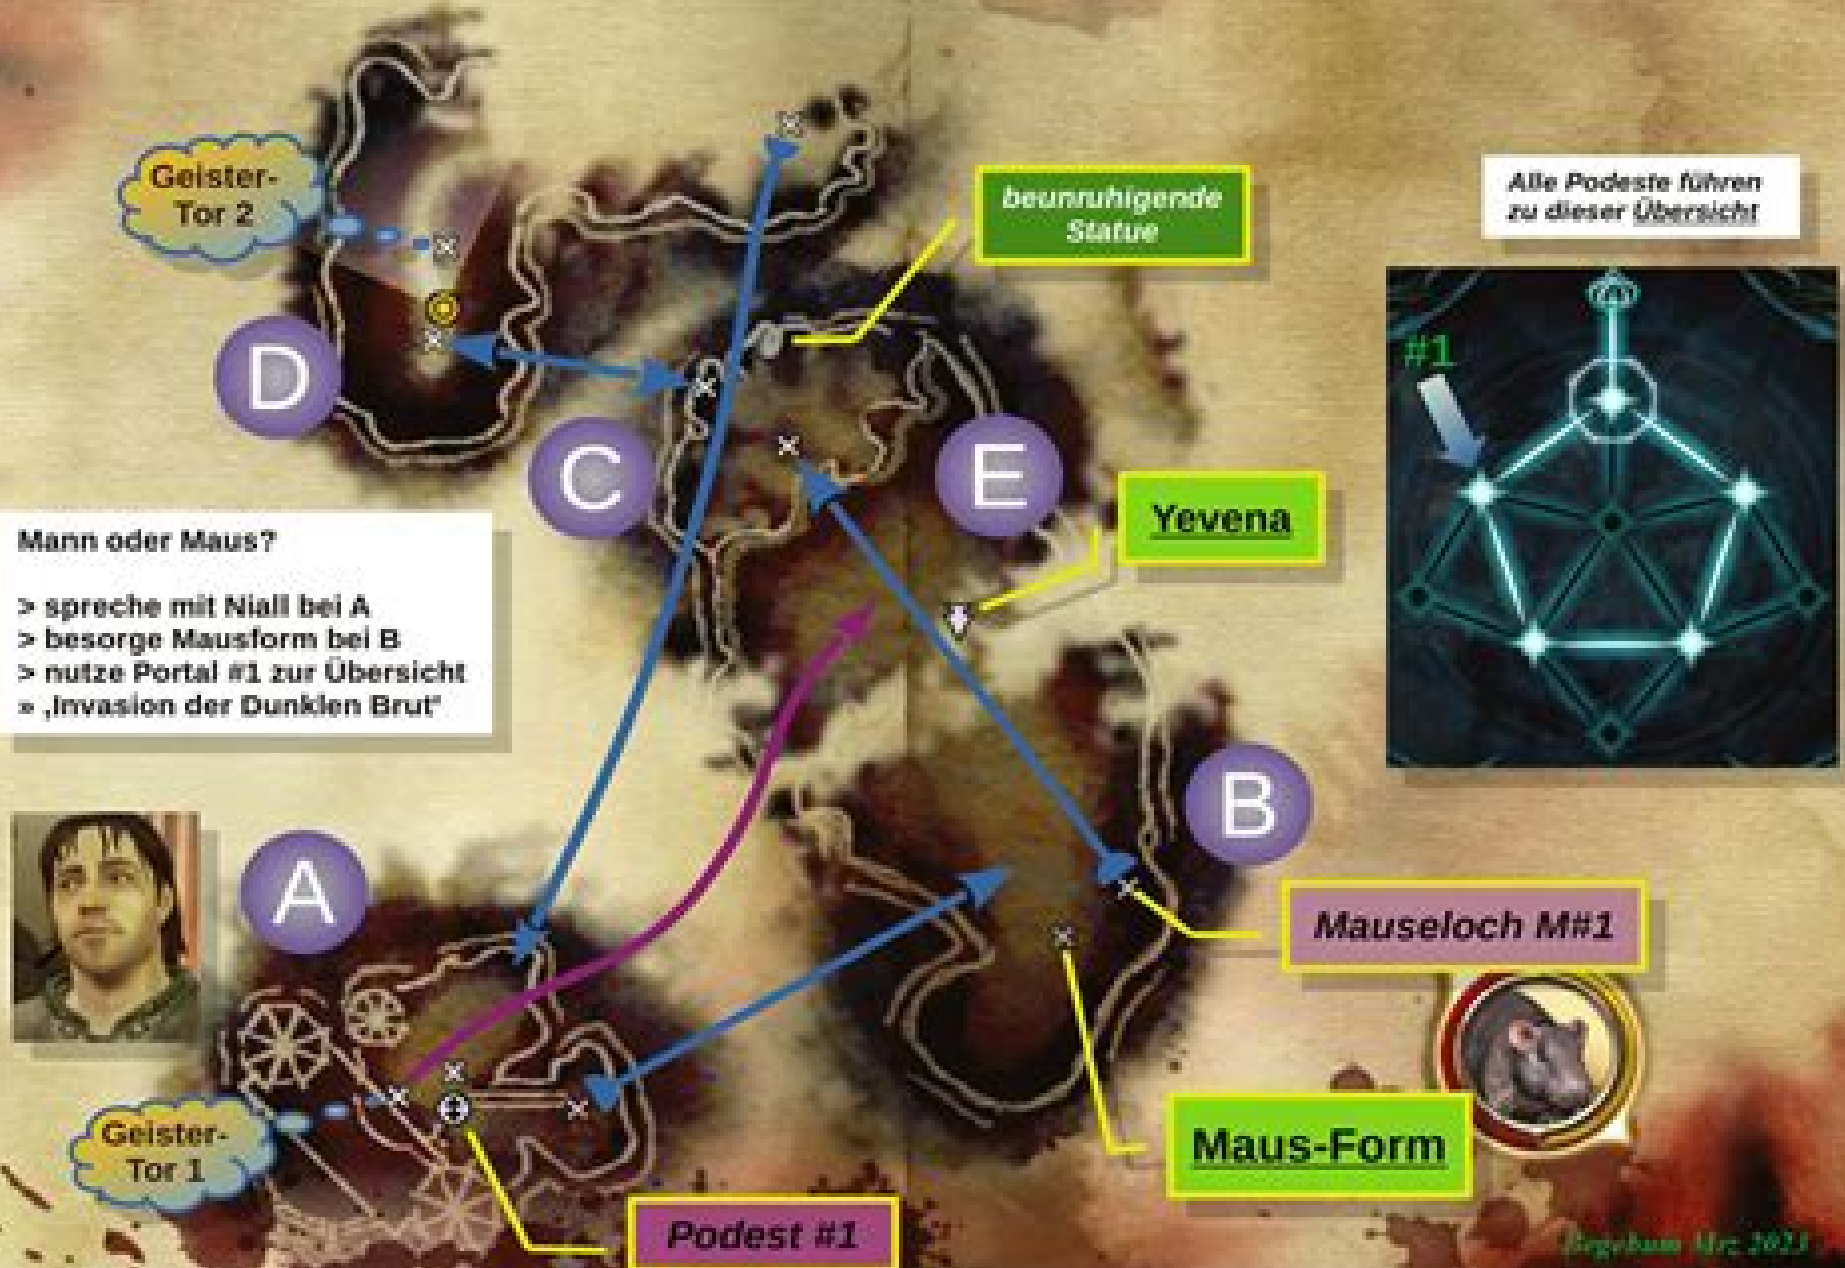 Geister-
Tor 2
beunruhigende
Statue
Alle Podeste führen
zu dieser Übersicht
#1
D
C
E
Yevena
Mann oder Maus?
> spreche mit Niall bei A
> besorge Mausform bei B
> nutze Portal #1 zur Übersicht
» ‚Invasion der Dunklen Brut'
B
A
Mauseloch M#1
Geister-
Tor 1
Maus-Form
Podest #1
2023